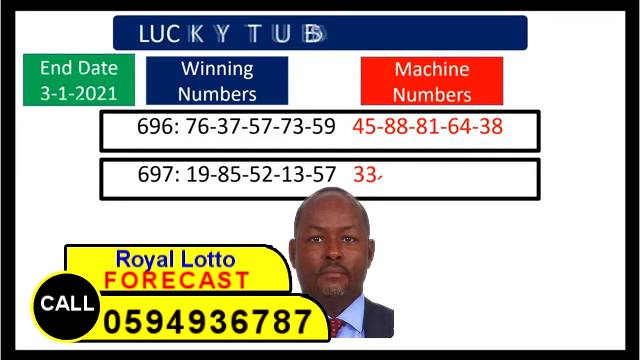 LUCKY TUB
End Date
3-1-2021
Winning
Numbers
Machine
Numbers
696: 76-37-57-73-59 45-88-81-64-38
697: 19-85-52-13-57 33
Royal Lotto
FORECAST
CALL
0594936787